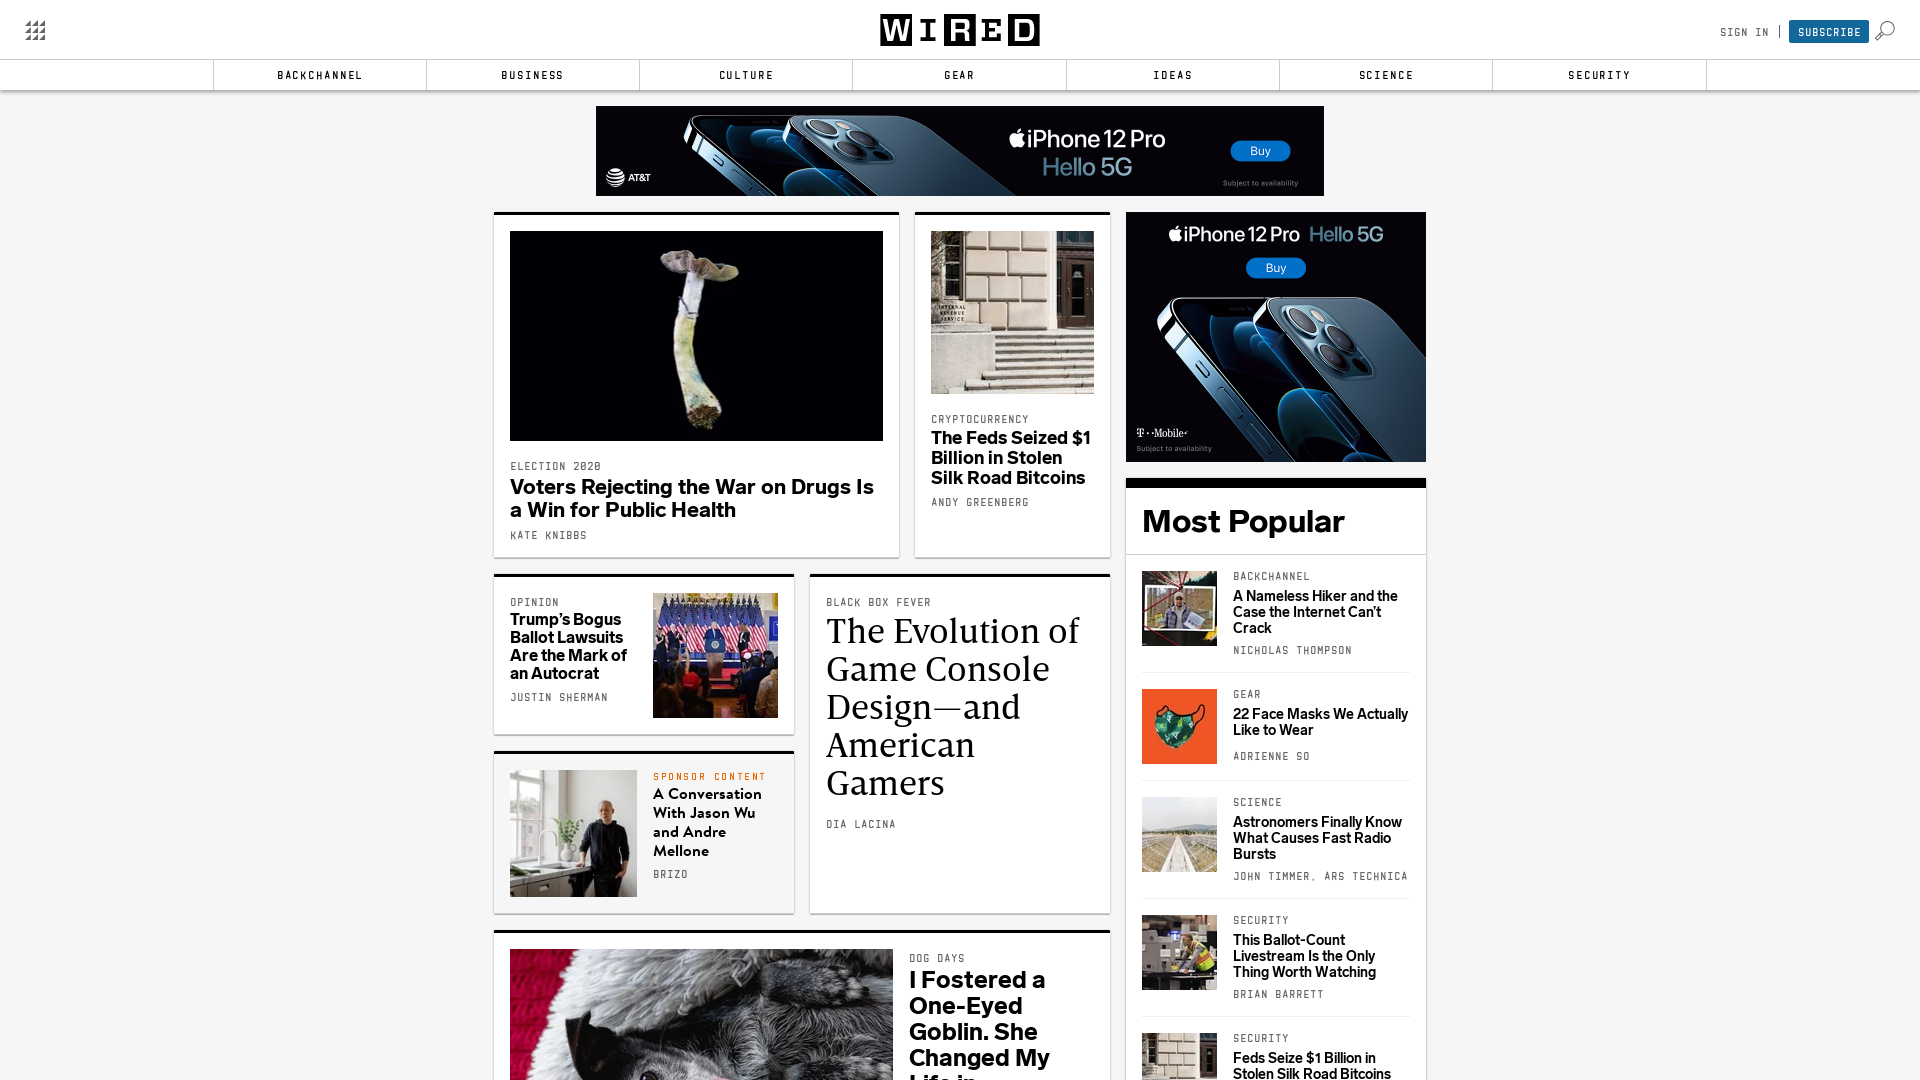 WIRED
SIGN IN
SUBSCRIBE
BACKCHANNEL
BUSINESS
CULTURE
GEAR
IDEAS
SCIENCE
SECURITY
iPhone 12 Pro
Hello 5G
Buy
AT&T
Subject to availability
ELECTION 2020
Voters Rejecting the War on Drugs Is
a Win for Public Health
KATE KNIBBS
INTERNAL
REVENUE
SERVICE
CRYPTOCURRENCY
The Feds Seized $1
Billion in Stolen
Silk Road Bitcoins
ANDY GREENBERG
iPhone 12 Pro Hello 5G
Buy
T-Mobile
Subject to availability
OPINION
Trump's Bogus
Ballot Lawsuits
Are the Mark of
an Autocrat
JUSTIN SHERMAN
SPONSOR CONTENT
A Conversation
With Jason Wu
and Andre
Mellone
BRIZO
BLACK BOX FEVER
The Evolution of
Game Console
Design—and
American
Gamers
DIA LACINA
DOG DAYS
I Fostered a
One-Eyed
Goblin. She
Changed My
Life in
Most Popular
BACKCHANNEL
A Nameless Hiker and the
Case the Internet Can't
Crack
NICHOLAS THOMPSON
GEAR
22 Face Masks We Actually
Like to Wear
ADRIENNE SO
SCIENCE
Astronomers Finally Know
What Causes Fast Radio
Bursts
JOHN TIMMER, ARS TECHNICA
SECURITY
This Ballot-Count
Livestream Is the Only
Thing Worth Watching
BRIAN BARRETT
SECURITY
Feds Seize $1 Billion in
Stolen Silk Road Bitcoins